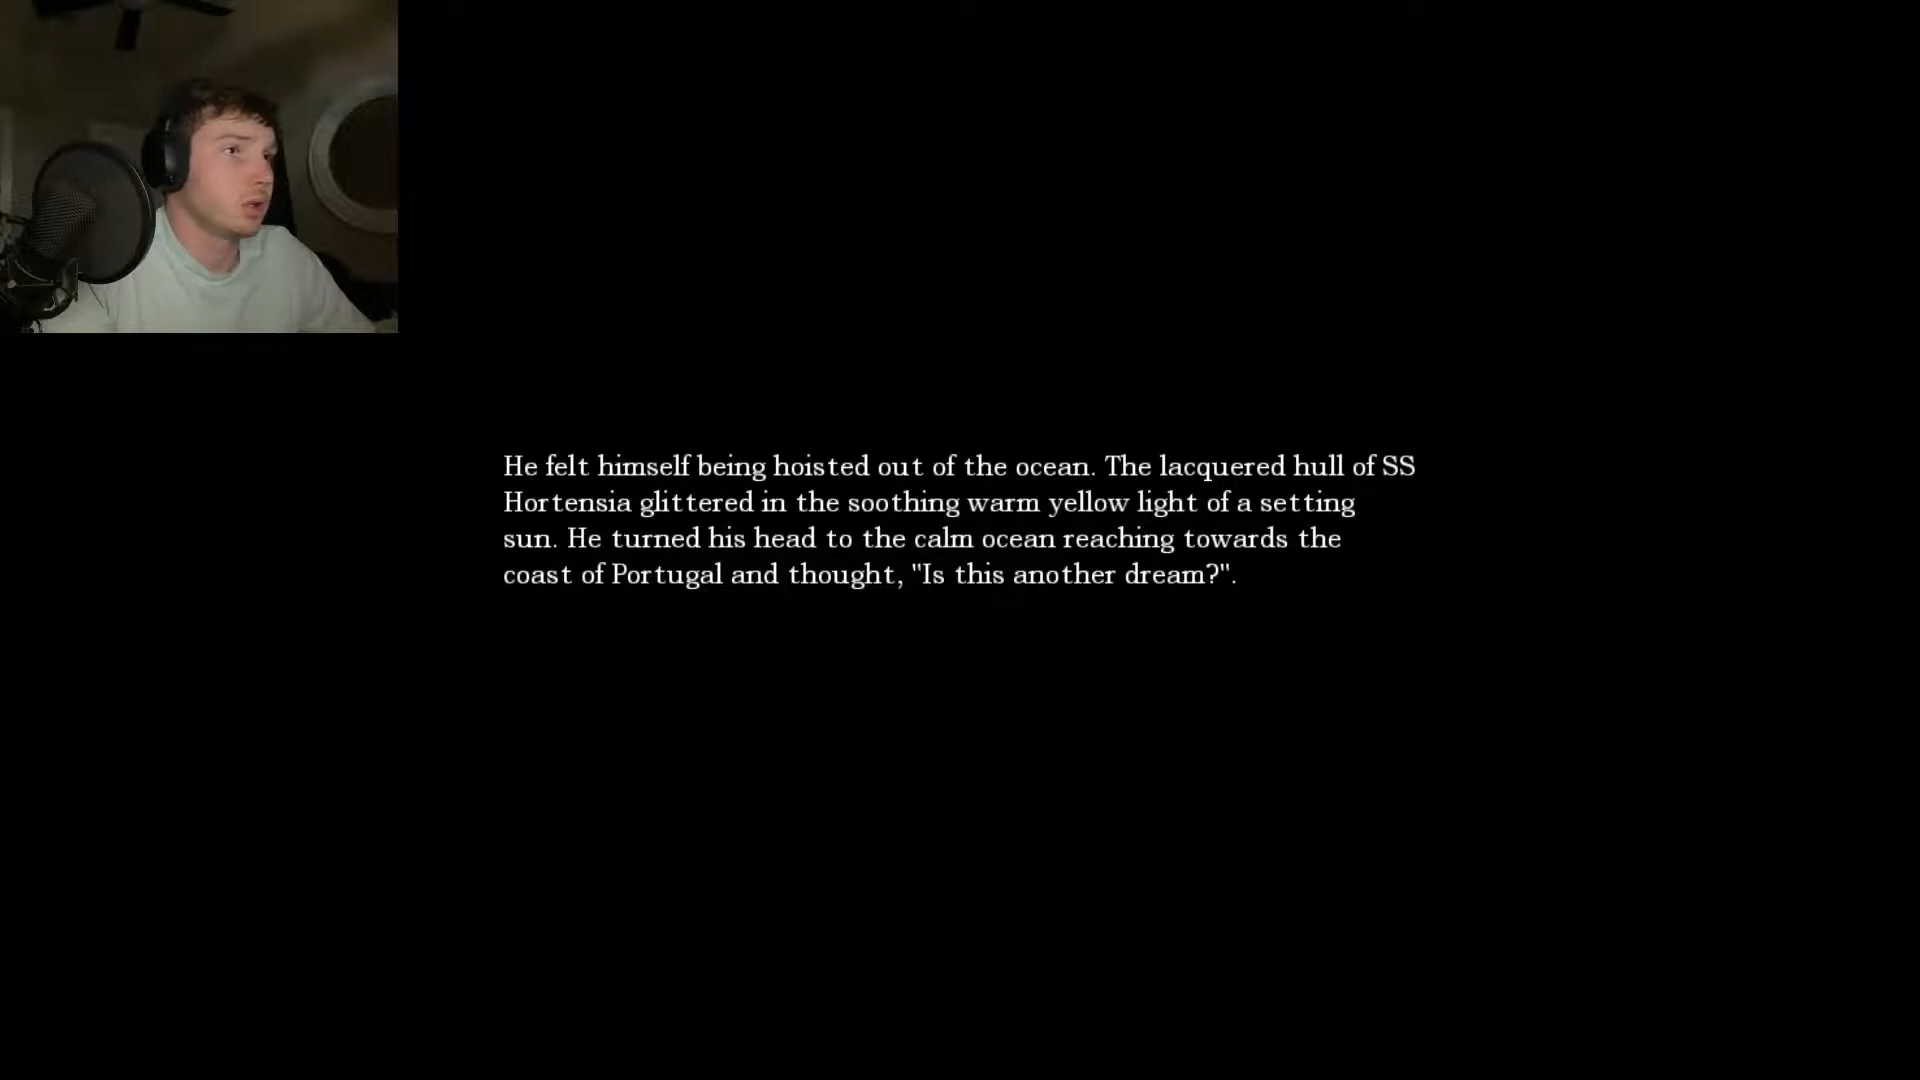 He felt himself being hoisted out of the ocean. The lacquered hull of SS
Hortensia glittered in the soothing warm yellow light of a setting
sun. He turned his head to the calm ocean reaching towards the
coast of Portugal and thought, "Is this another dream?".